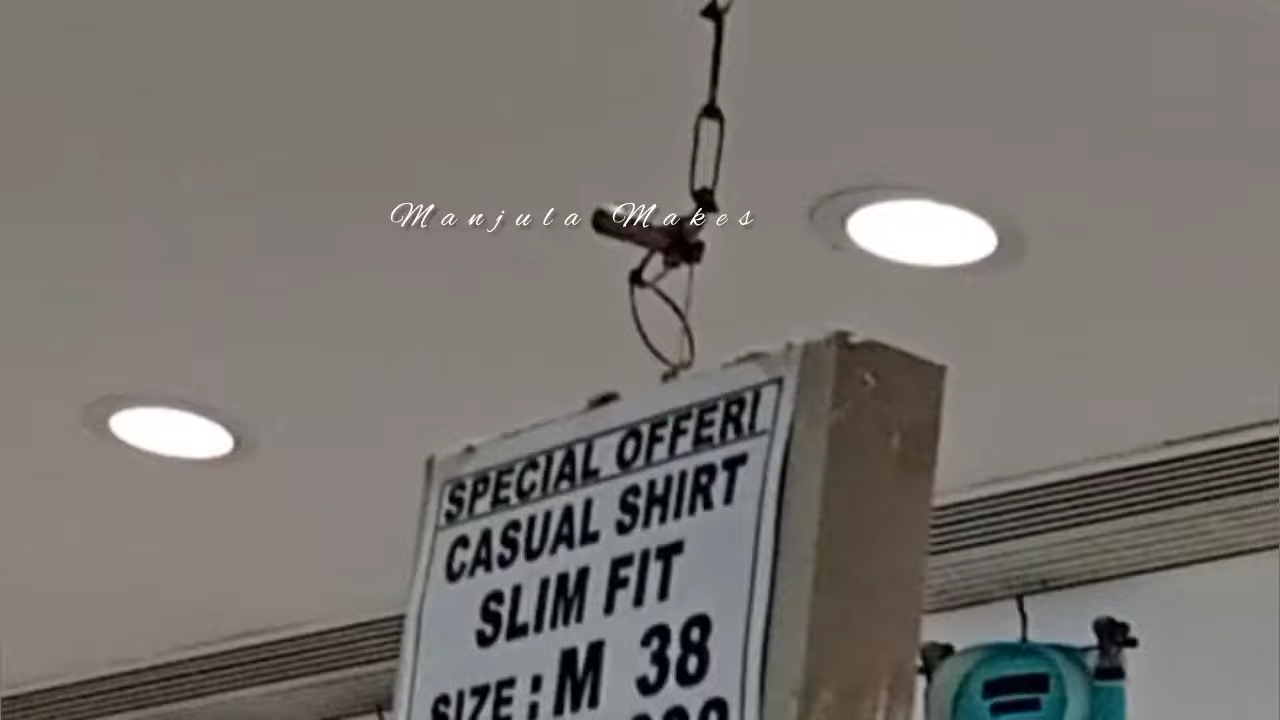 Manjula Makes
SPECIAL OFFER!
CASUAL SHIRT
SLIM FIT
SIZE : M 38